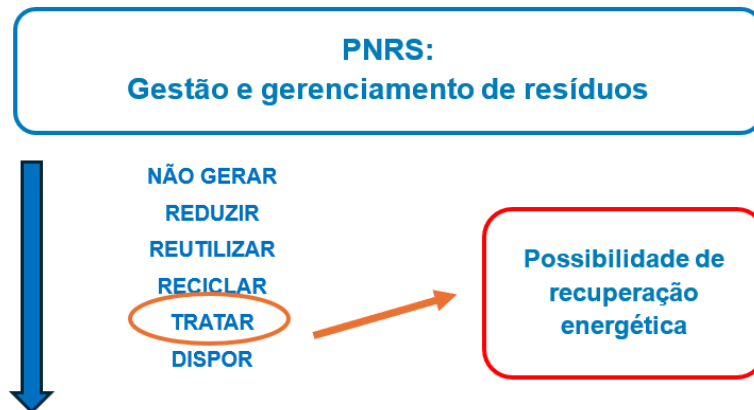 PNRS:
Gestão e gerenciamento de resíduos
NÃO GERAR
REDUZIR
REUTILIZAR
RECICLAR
TRATAR
DISPOR
Possibilidade de
recuperação
energética